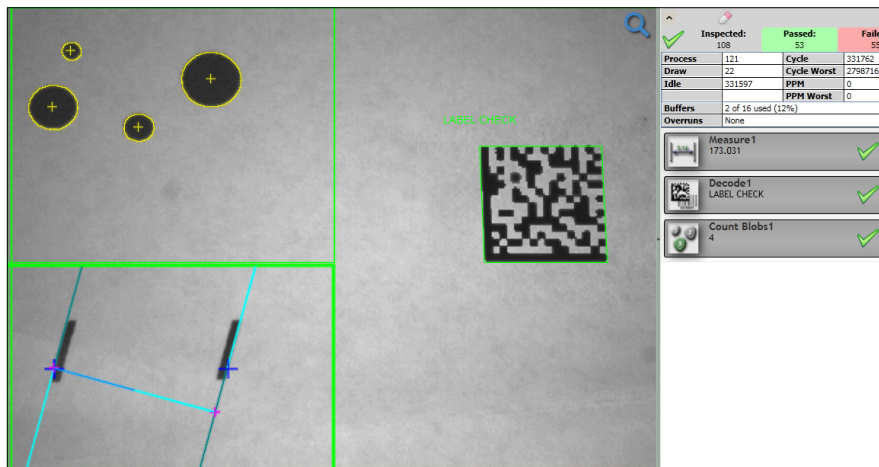 LABEL CHECK
Inspected: Passed: Faile
108 53 55
Process 121 Cycle 331762
Draw 22 Cycle Worst 2798716
Idle 331597 PPM 0
PPM Worst 0
Buffers 2 of 16 used (12%)
Overruns None
Measure1
173.031
Decode1
LABEL CHECK
Count Blobs1
4